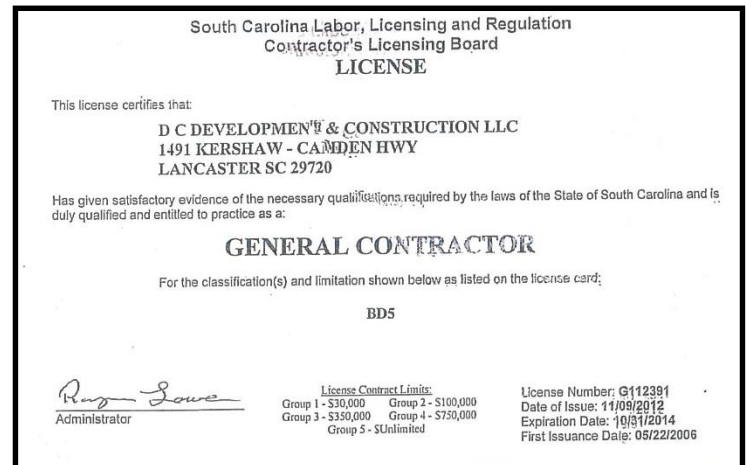 South Carolina Labor, Licensing and Regulation
Contractor's Licensing Board
LICENSE
This license certifies that:
D C DEVELOPMENT & CONSTRUCTION LLC
1491 KERSHAW - CAMDEN HWY
LANCASTER SC 29720
Has given satisfactory evidence of the necessary qualifications required by the laws of the State of South Carolina and is
duly qualified and entitled to practice as a:
GENERAL CONTRACTOR
For the classification(s) and limitation shown below as listed on the license card:
BD5
Administrator
License Contract Limits:
Group 1 - $30,000 Group 2 - $100,000
Group 3 - $350,000 Group 4 - $750,000
Group 5 - $Unlimited
License Number: G112391
Date of Issue: 11/09/2012
Expiration Date: 10/31/2014
First Issuance Date: 05/22/2006